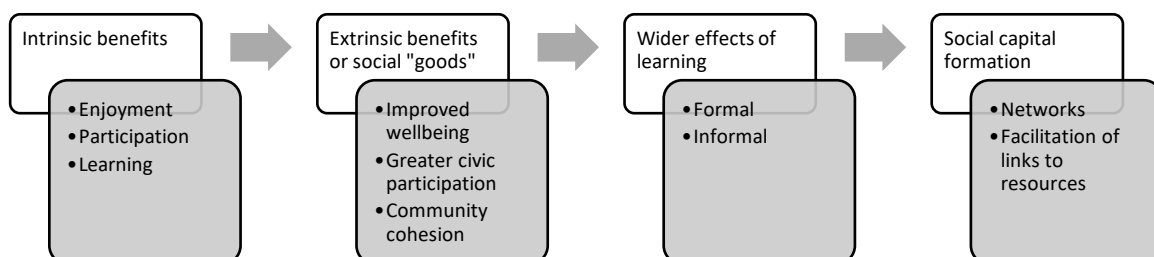 Intrinsic benefits
•Enjoyment
•Participation
•Learning
Extrinsic benefits
or social "goods"
•Improved
wellbeing
•Greater civic
participation
•Community
cohesion
Wider effects of
learning
•Formal
•Informal
Social capital
formation
•Networks
•Facilitation of
links to
resources